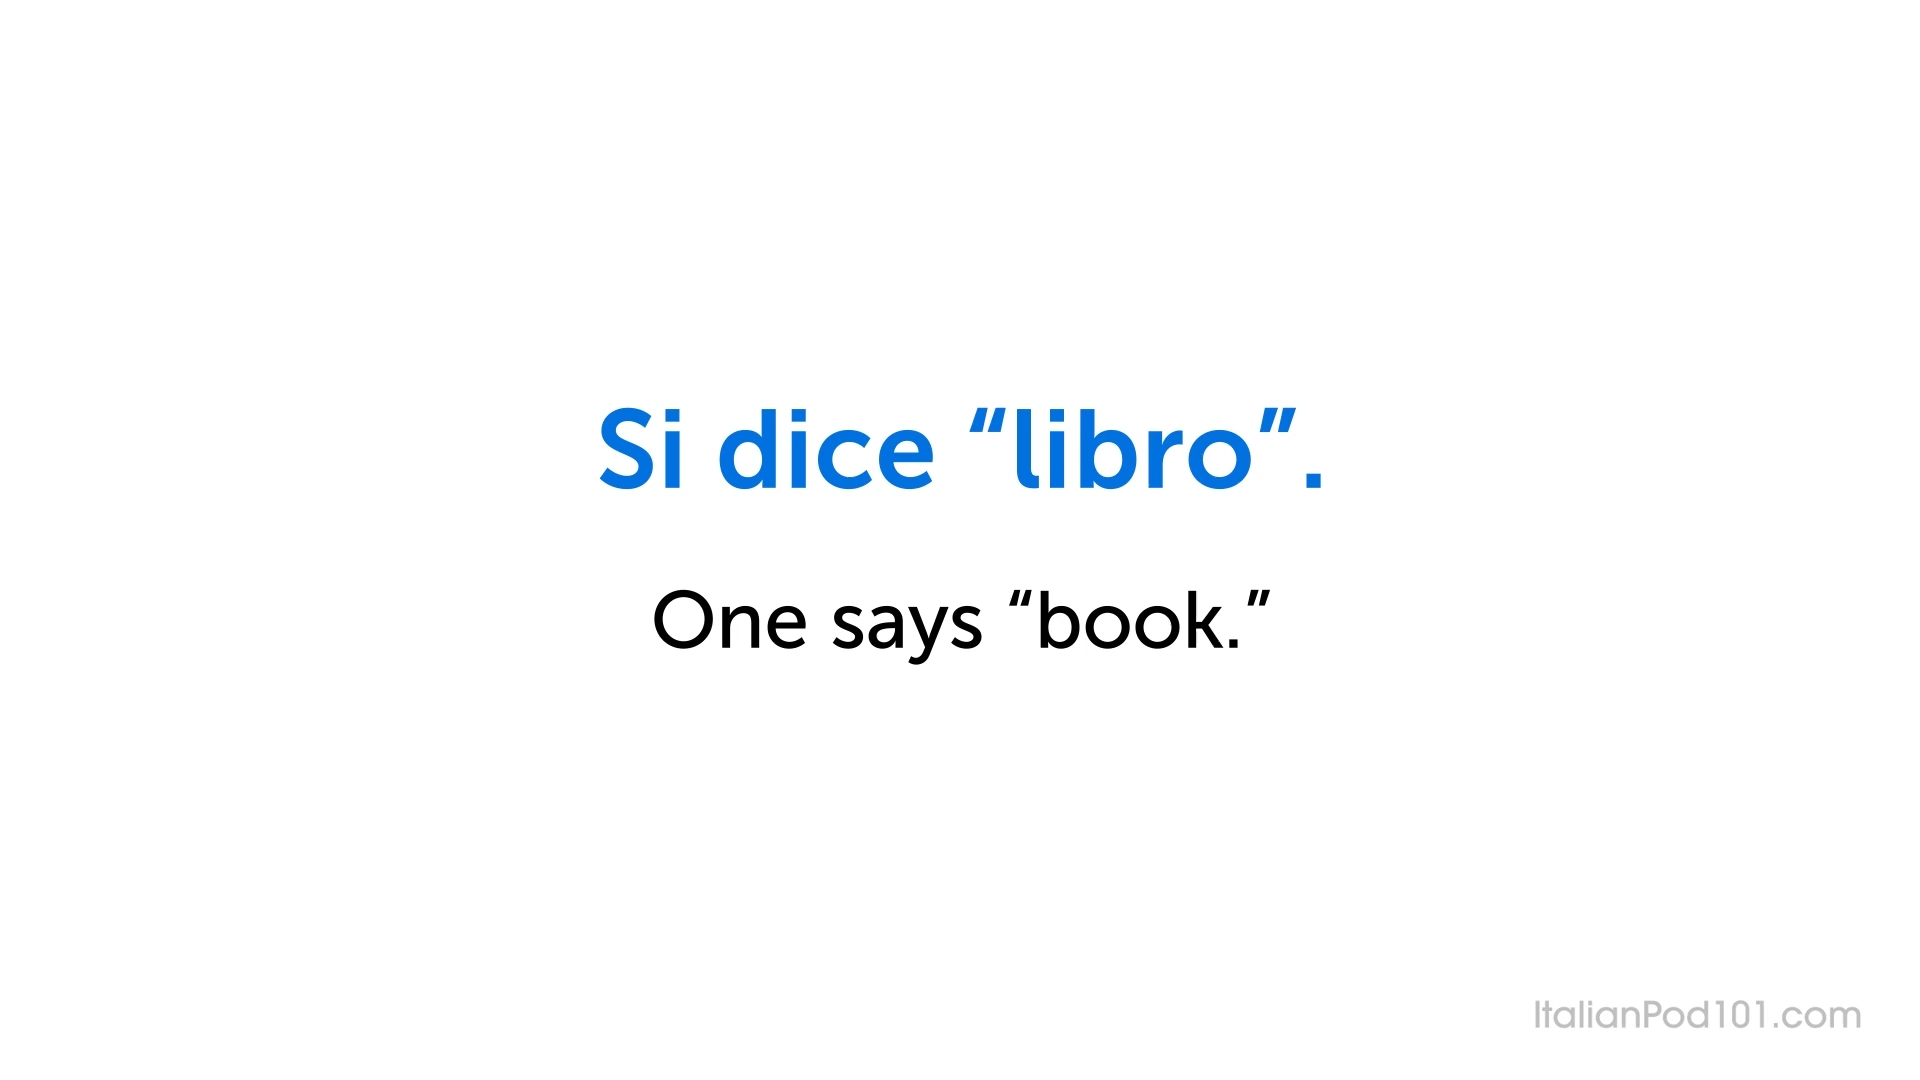 Si dice “libro”.
One says “book.”
ItalianPod101.com